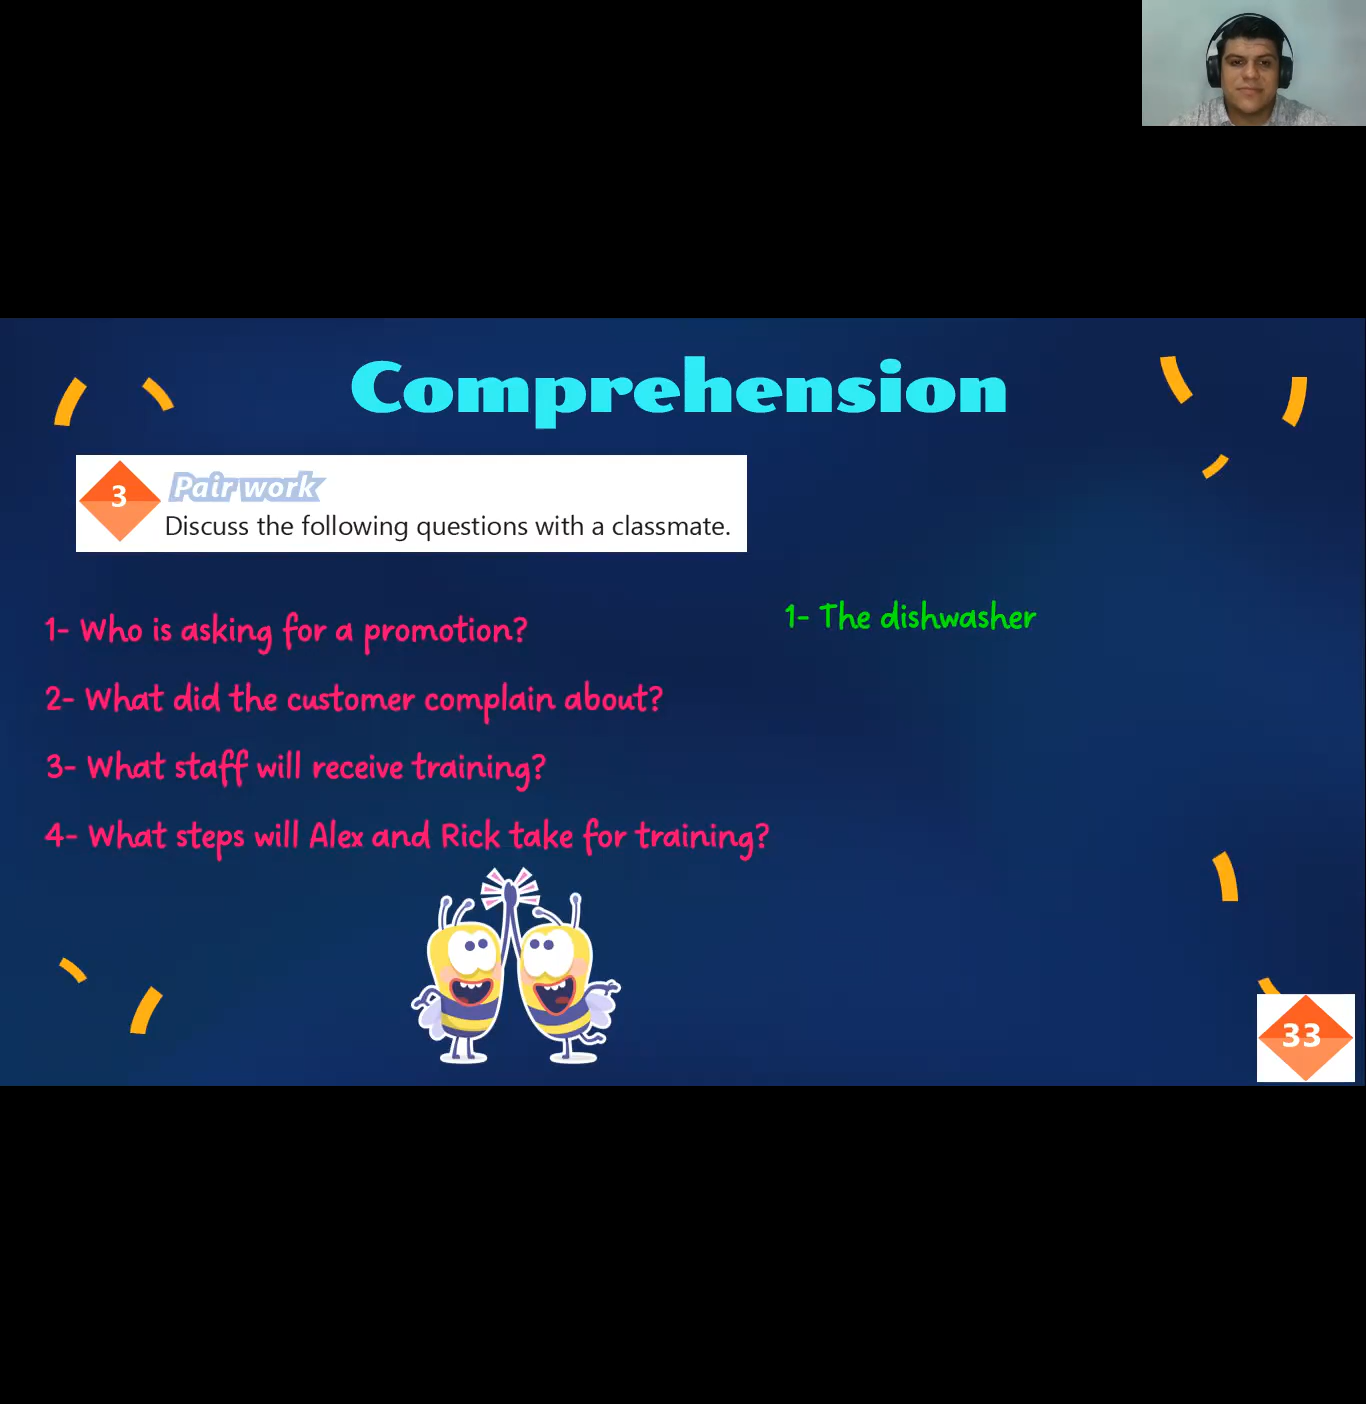 Comprehension
3
Pair work
Discuss the following questions with a classmate.
1- Who is asking for a promotion?
2- What did the customer complain about?
3- What staff will receive training?
4- What steps will Alex and Rick take for training?
1- The dishwasher
33